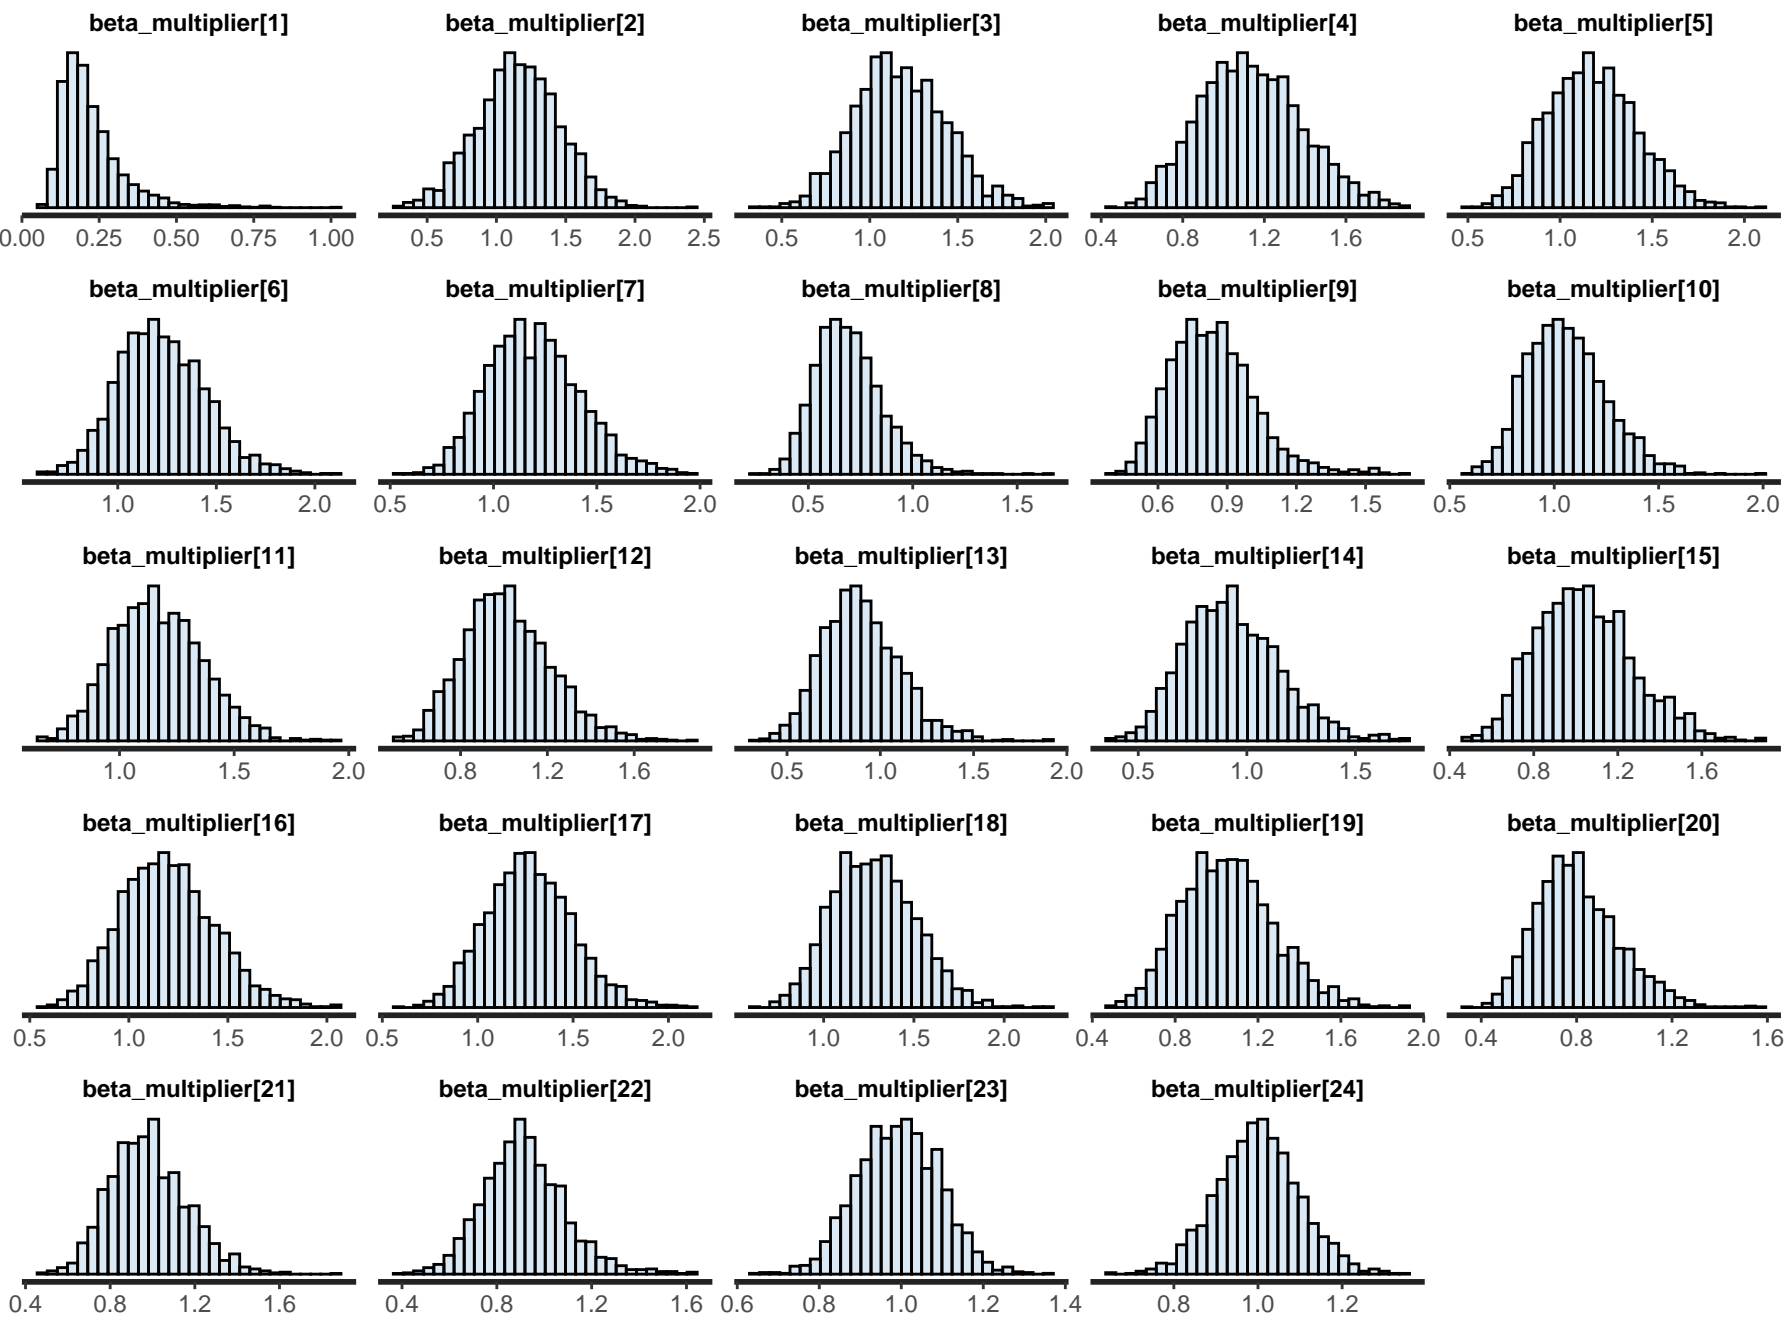 beta_multiplier[1] beta_multiplier[2] beta_multiplier[3] beta_multiplier[4] beta_multiplier[5]
0.00 0.25 0.50 0.75 1.00 0.5 1.0 1.5 2.0 2.5 0.5 1.0 1.5 2.0 0.4 0.8 1.2 1.6 0.5 1.0 1.5 2.0
beta_multiplier[6] beta_multiplier[7] beta_multiplier[8] beta_multiplier[9] beta_multiplier[10]
1.0 1.5 2.0 0.5 1.0 1.5 2.0 0.5 1.0 1.5 0.6 0.9 1.2 1.5 0.5 1.0 1.5 2.0
beta_multiplier[11] beta_multiplier[12] beta_multiplier[13] beta_multiplier[14] beta_multiplier[15]
1.0 1.5 2.0 0.8 1.2 1.6 0.5 1.0 1.5 2.0 0.5 1.0 1.5 0.4 0.8 1.2 1.6
beta_multiplier[16] beta_multiplier[17] beta_multiplier[18] beta_multiplier[19] beta_multiplier[20]
0.5 1.0 1.5 2.0 0.5 1.0 1.5 2.0 1.0 1.5 2.0 0.4 0.8 1.2 1.6 2.0 0.4 0.8 1.2 1.6
beta_multiplier[21] beta_multiplier[22] beta_multiplier[23] beta_multiplier[24]
0.4 0.8 1.2 1.6 0.4 0.8 1.2 1.6 0.6 0.8 1.0 1.2 1.4 0.8 1.0 1.2